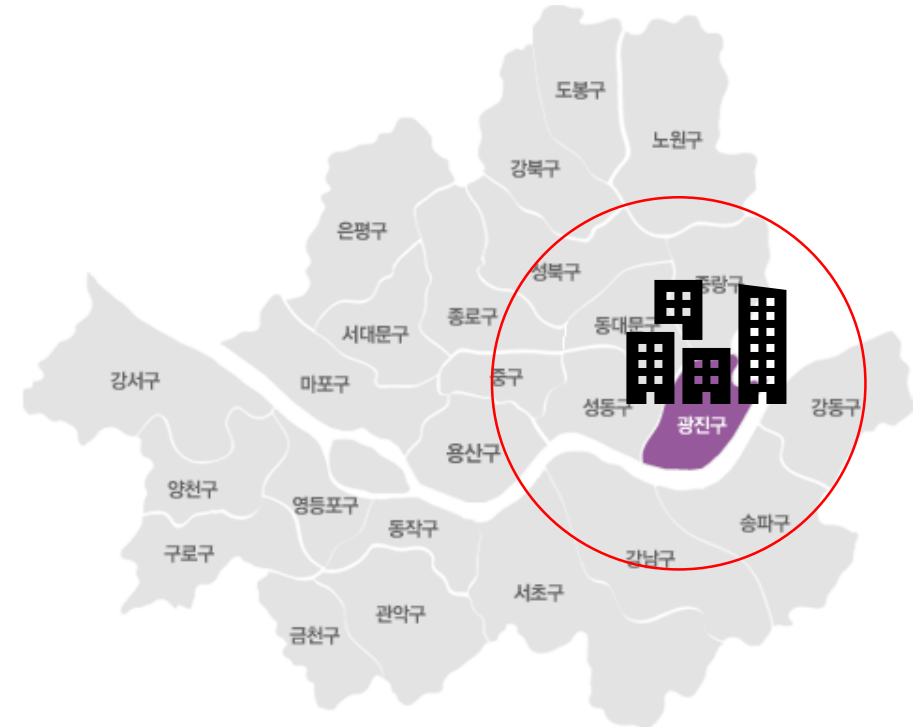 도봉구
노원구
강북구
은평구
성북구
중랑구
종로구
동대문구
서대문구
강서구
마포구
중구
성동구
강동구
광진구
용산구
양천구
영등포구
동작구
송파구
구로구
강남구
서초구
관악구
금천구